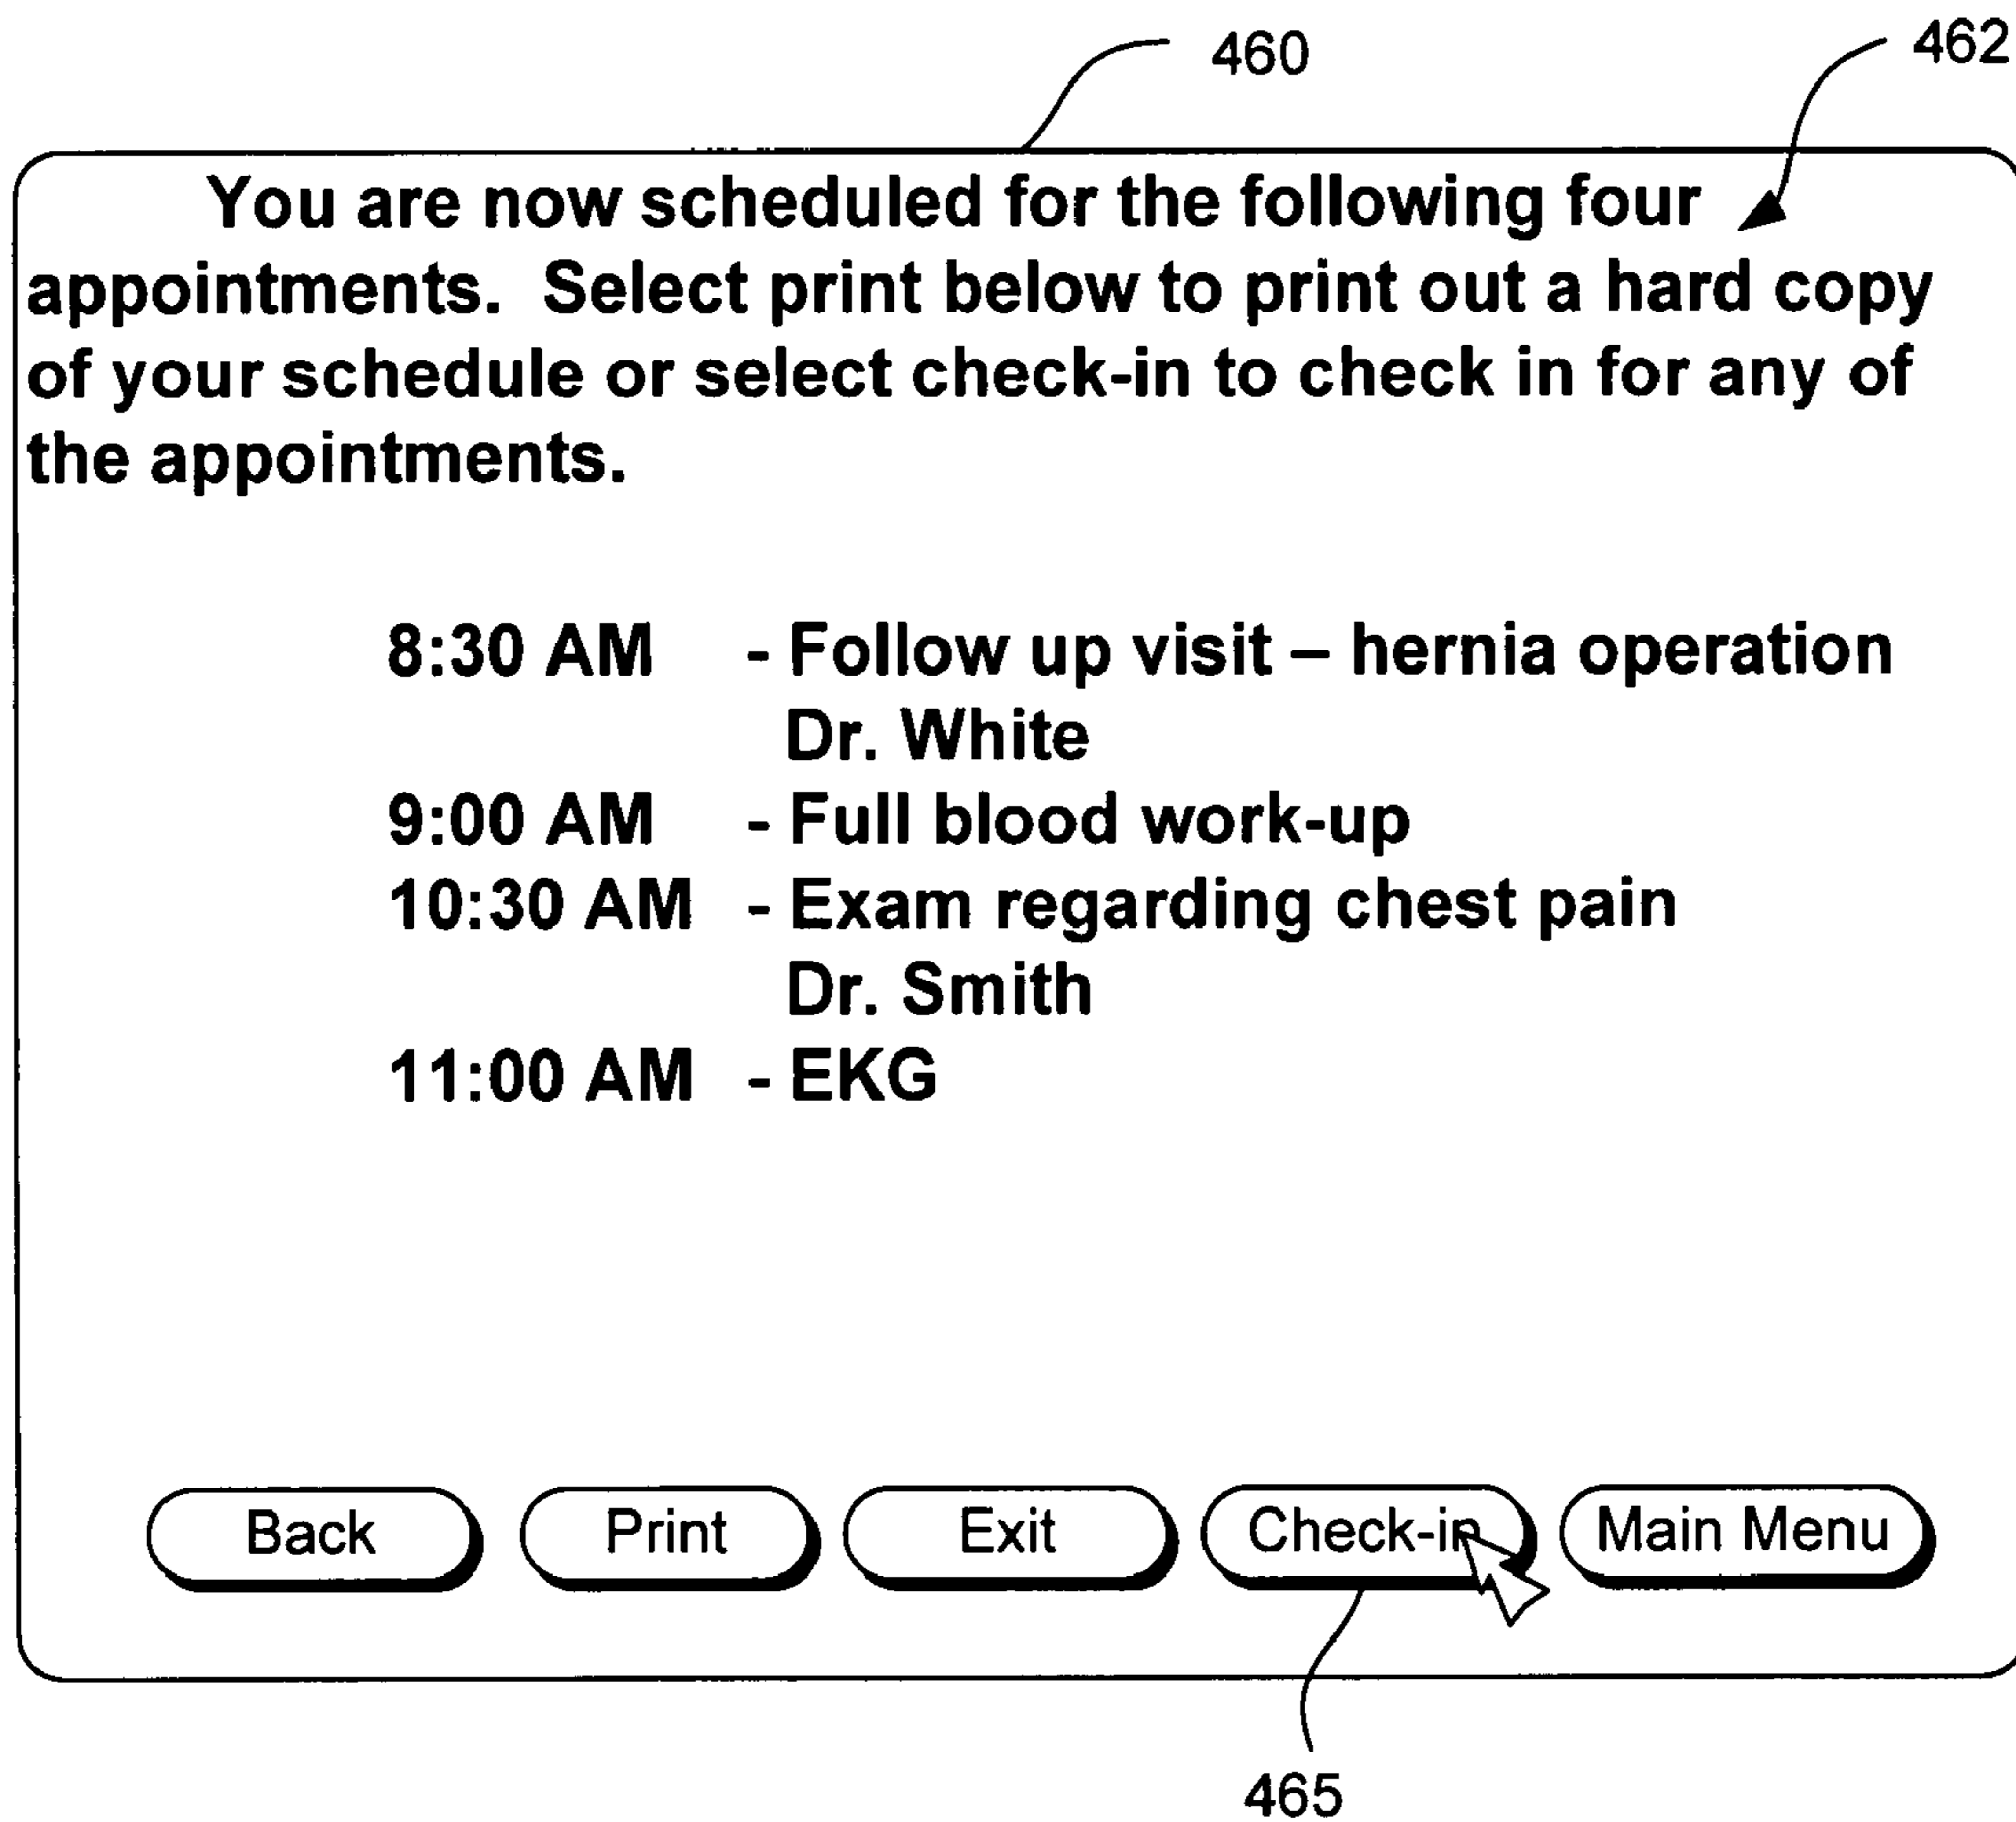 460
462
You are now scheduled for the following four
appointments. Select print below to print out a hard copy
of your schedule or select check-in to check in for any of
the appointments.
8:30 AM - Follow up visit – hernia operation
Dr. White
9:00 AM - Full blood work-up
10:30 AM - Exam regarding chest pain
Dr. Smith
11:00 AM - EKG
Back Print Exit Check-in Main Menu
465